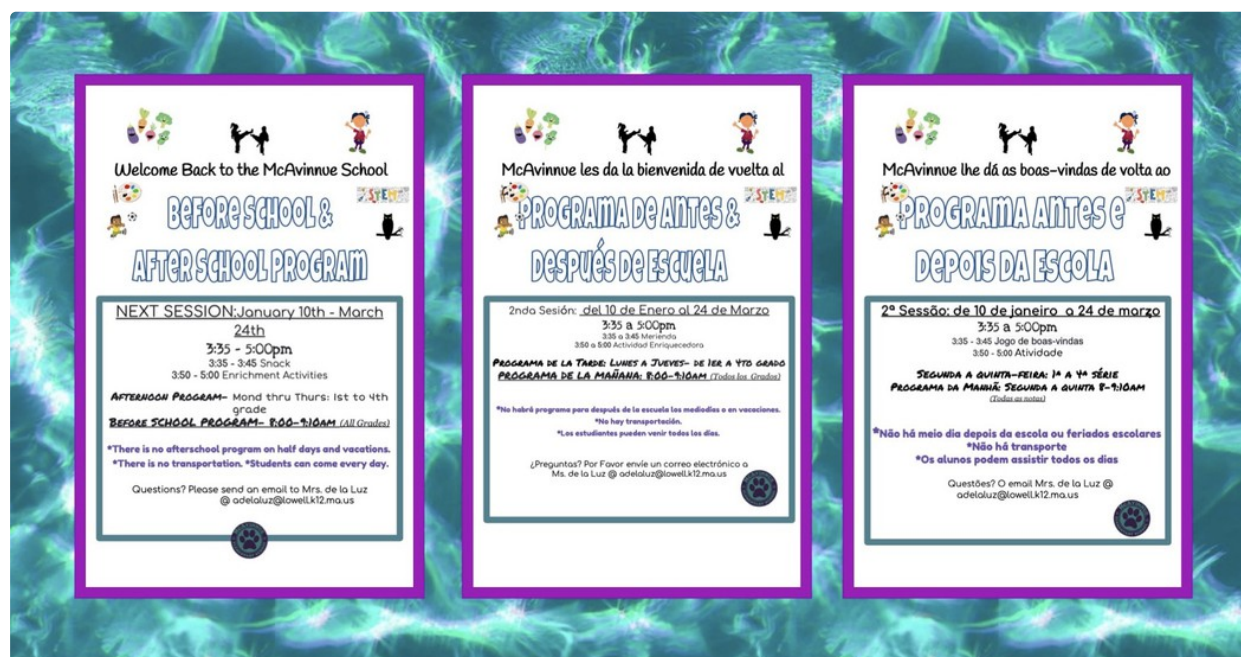 Welcome Back to the McAvinnue School
STEM
BEFORE SCHOOL &
AFTER SCHOOL PROGRAM
NEXT SESSION:January 10th - March
24th
3:35 - 5:00pm
3:35 - 3:45 Snack
3:50 - 5:00 Enrichment Activities
AFTERNOON PROGRAM- Mond thru Thurs: 1st to 4th
grade
BEFORE SCHOOL PROGRAM- 8:00-9:10AM (All Grades)
*There is no afterschool program on half days and vacations.
*There is no transportation. *Students can come every day.
Questions? Please send an email to Mrs. de la Luz
@ adelaluz@lowell.k12.ma.us
McAvinnue les da la bienvenida de vuelta al
STEM
PROGRAMA DE ANTES &
DESPUÉS DE ESCUELA
2nda Sesión: del 10 de Enero al 24 de Marzo
3:35 a 5:00pm
3:35 a 3:45 Merienda
3:50 a 5:00 Actividad Enriquecedora
PROGRAMA DE LA TARDE: LUNES A JUEVES- DE 1ER A 4TO GRADO
PROGRAMA DE LA MAÑANA: 8:00-9:10AM (Todos los Grados)
*No habrá programa para después de la escuela los mediodías o en vacaciones.
*No hay transportación.
*Los estudiantes pueden venir todos los días.
¿Preguntas? Por Favor envíe un correo electrónico a
Ms. de la Luz @ adelaluz@lowell.k12.ma.us
McAvinnue lhe dá as boas-vindas de volta ao
STEM
PROGRAMA ANTES E
DEPOIS DA ESCOLA
2ª Sessão: de 10 de janeiro a 24 de marzo
3:35 a 5:00pm
3:35 - 3:45 Jogo de boas-vindas
3:50 - 5:00 Atividade
SEGUNDA A QUINTA-FEIRA: 1ª A 4ª SÉRIE
PROGRAMA DA MANHÃ: SEGUNDA A QUINTA 8-9:10AM
(Todas as notas)
*Não há meio dia depois da escola ou feriados escolares
*Não há transporte
*Os alunos podem assistir todos os dias
Questões? O email Mrs. de la Luz @
adelaluz@lowell.k12.ma.us